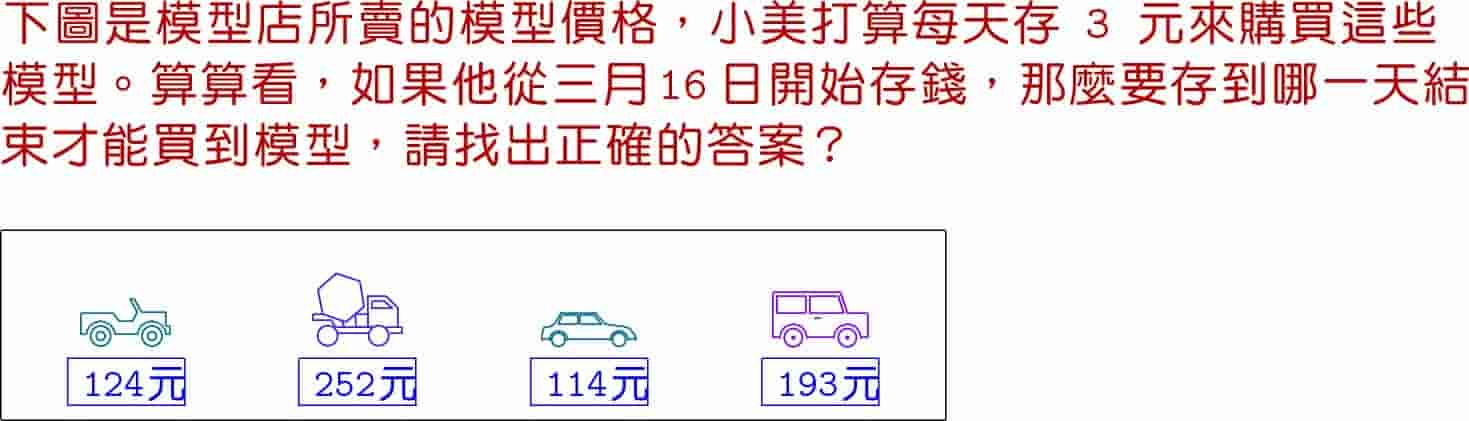 下圖是模型店所賣的模型價格，小美打算每天存 3 元來購買這些
模型。算算看，如果他從三月16日開始存錢，那麼要存到哪一天結
束才能買到模型，請找出正確的答案？
124元 252元 114元 193元